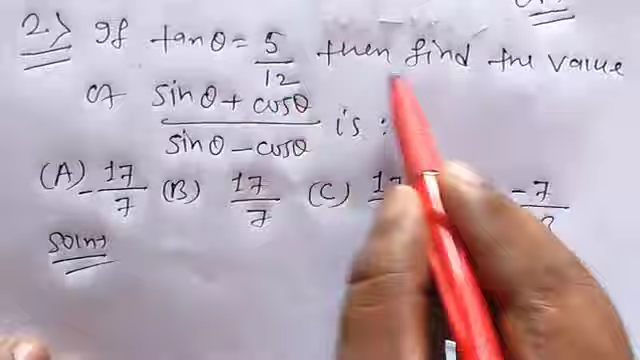 2.> If tanθ = 5/12 then find the value
of sinθ + cosθ / sinθ - cosθ is :
(A) -17/7 (B) 17/7 (C) -7
Soln: